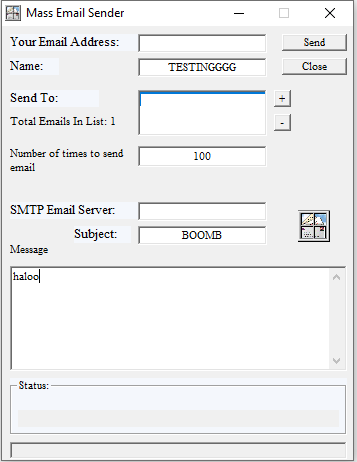 Mass Email Sender
Your Email Address:
Send
Name:
TESTINGGGG
Close
Send To:
+
Total Emails In List: 1
-
Number of times to send
email
100
SMTP Email Server:
Subject:
BOOMB
Message
haloo
Status: